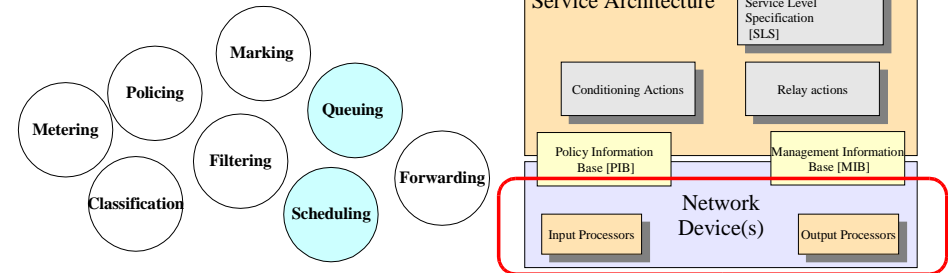 Marking
Policing
Queuing
Metering
Filtering
Forwarding
Classification
Scheduling
Service Architecture
Service Level
Specification
[SLS]
Conditioning Actions
Relay actions
Policy Information
Base [PIB]
Management Information
Base [MIB]
Network
Device(s)
Input Processors
Output Processors